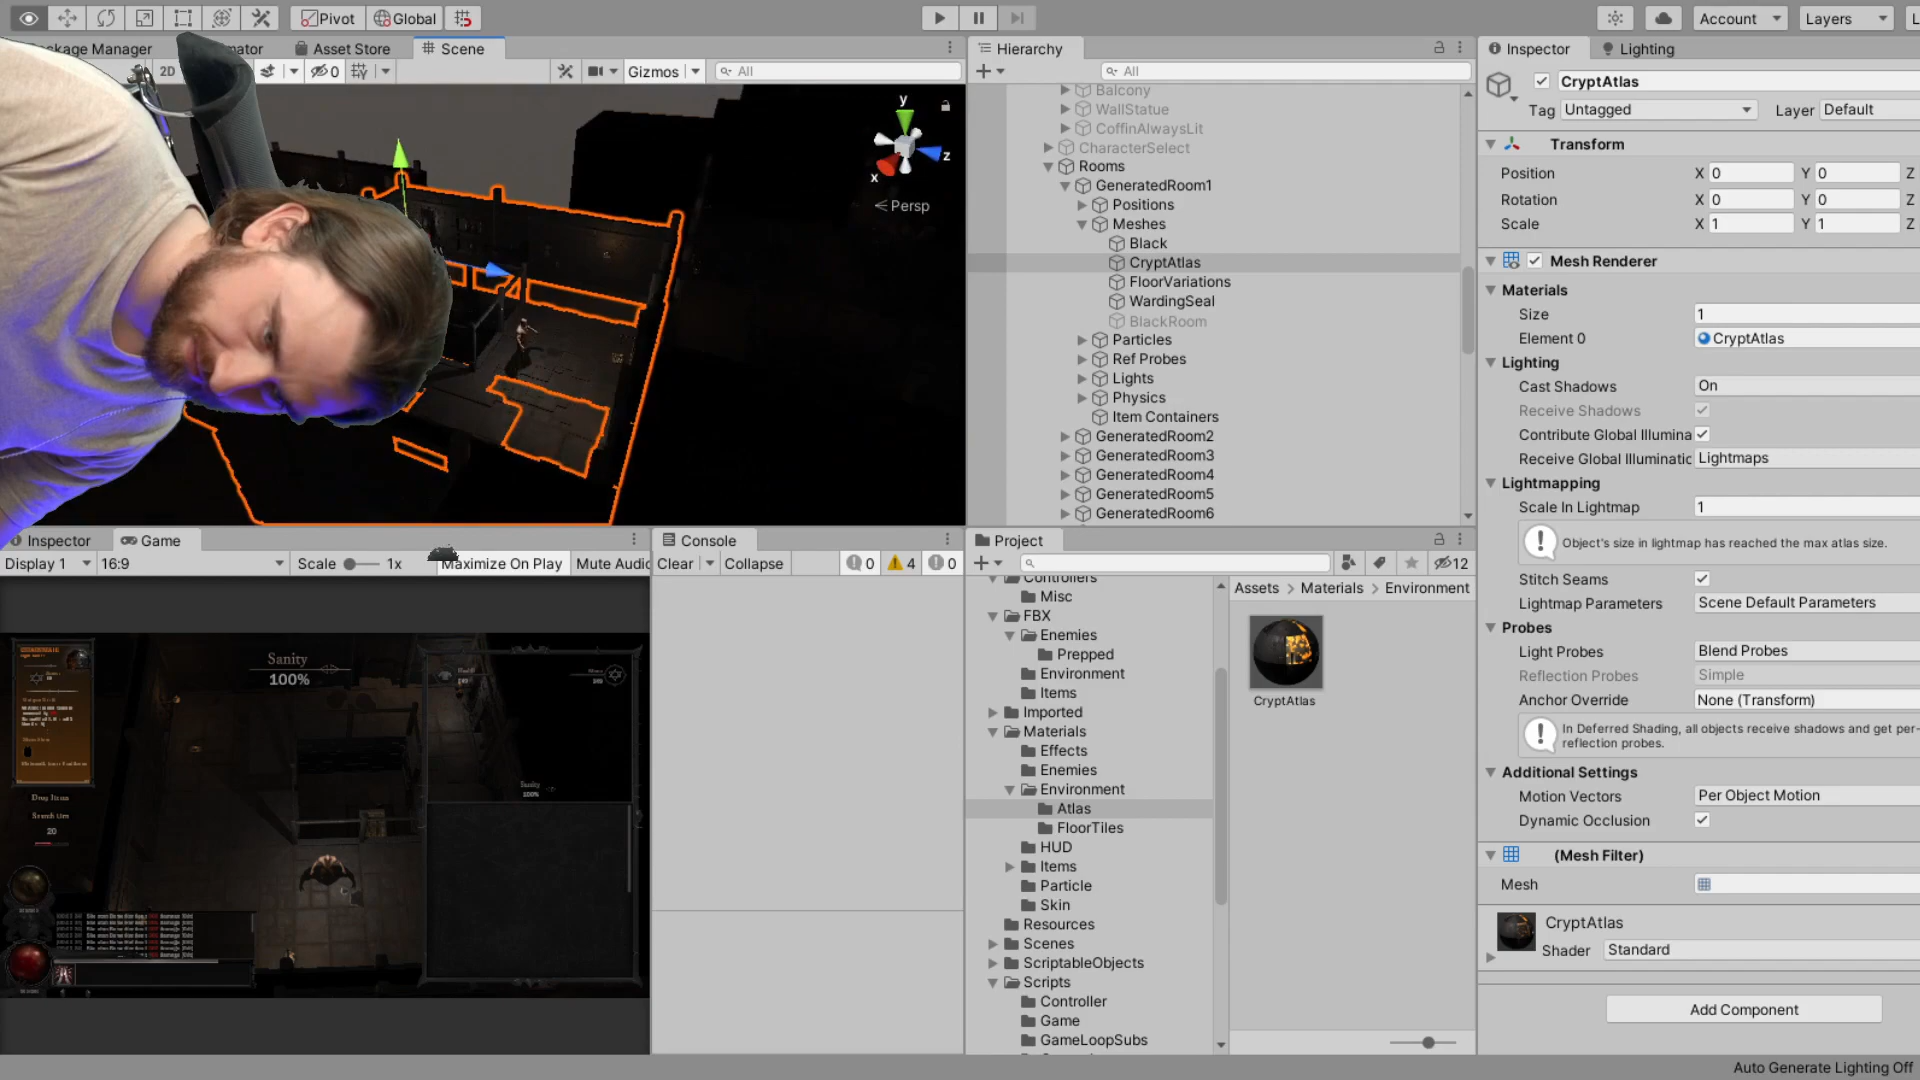 Pivot
Global
Account
Layers
ackage Manager
mator
Asset Store
Scene
2D
0
Gizmos
All
y
z
x
Persp
Hierarchy
All
Balcony
WallStatue
CoffinAlwaysLit
CharacterSelect
Rooms
GeneratedRoom1
Positions
Meshes
Black
CryptAtlas
FloorVariations
WardingSeal
BlackRoom
Particles
Ref Probes
Lights
Physics
Item Containers
GeneratedRoom2
GeneratedRoom3
GeneratedRoom4
GeneratedRoom5
GeneratedRoom6
Inspector
Lighting
CryptAtlas
Tag Untagged
Layer Default
Transform
Position X 0 Y 0 Z
Rotation X 0 Y 0 Z
Scale X 1 Y 1 Z
Mesh Renderer
Materials
Size 1
Element 0 CryptAtlas
Lighting
Cast Shadows On
Receive Shadows
Contribute Global Illumina
Receive Global Illuminatic Lightmaps
Lightmapping
Scale In Lightmap 1
Object's size in lightmap has reached the max atlas size.
Stitch Seams
Lightmap Parameters Scene Default Parameters
Probes
Light Probes Blend Probes
Reflection Probes Simple
Anchor Override None (Transform)
In Deferred Shading, all objects receive shadows and get per-
reflection probes.
Additional Settings
Motion Vectors Per Object Motion
Dynamic Occlusion
(Mesh Filter)
Mesh
CryptAtlas
Shader Standard
Add Component
Auto Generate Lighting Off
Inspector
Game
Display 1
16:9
Scale 1x
Maximize On Play
Mute Audic
Sanity
100%
Sanity
100%
20
Console
Clear
Collapse
0
4
0
Project
12
Controllers
Misc
FBX
Enemies
Prepped
Environment
Items
Imported
Materials
Effects
Enemies
Environment
Atlas
FloorTiles
HUD
Items
Particle
Skin
Resources
Scenes
ScriptableObjects
Scripts
Controller
Game
GameLoopSubs
Assets > Materials > Environment
CryptAtlas